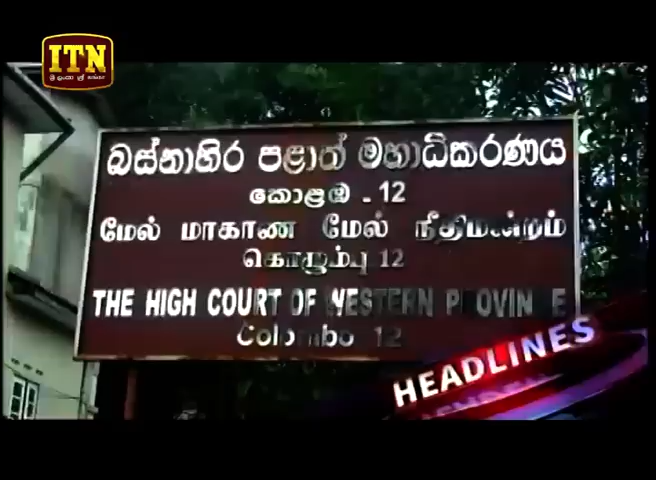 ITN
ශ්‍රී ලංකා இலங்கை
බස්නාහිර පළාත් මහාධිකරණය
කොළඹ - 12
மேல் மாகாண மேல் நீதிமன்றம்
கொழும்பு 12
THE HIGH COURT OF WESTERN PROVINCE
Colombo 12
HEADLINES